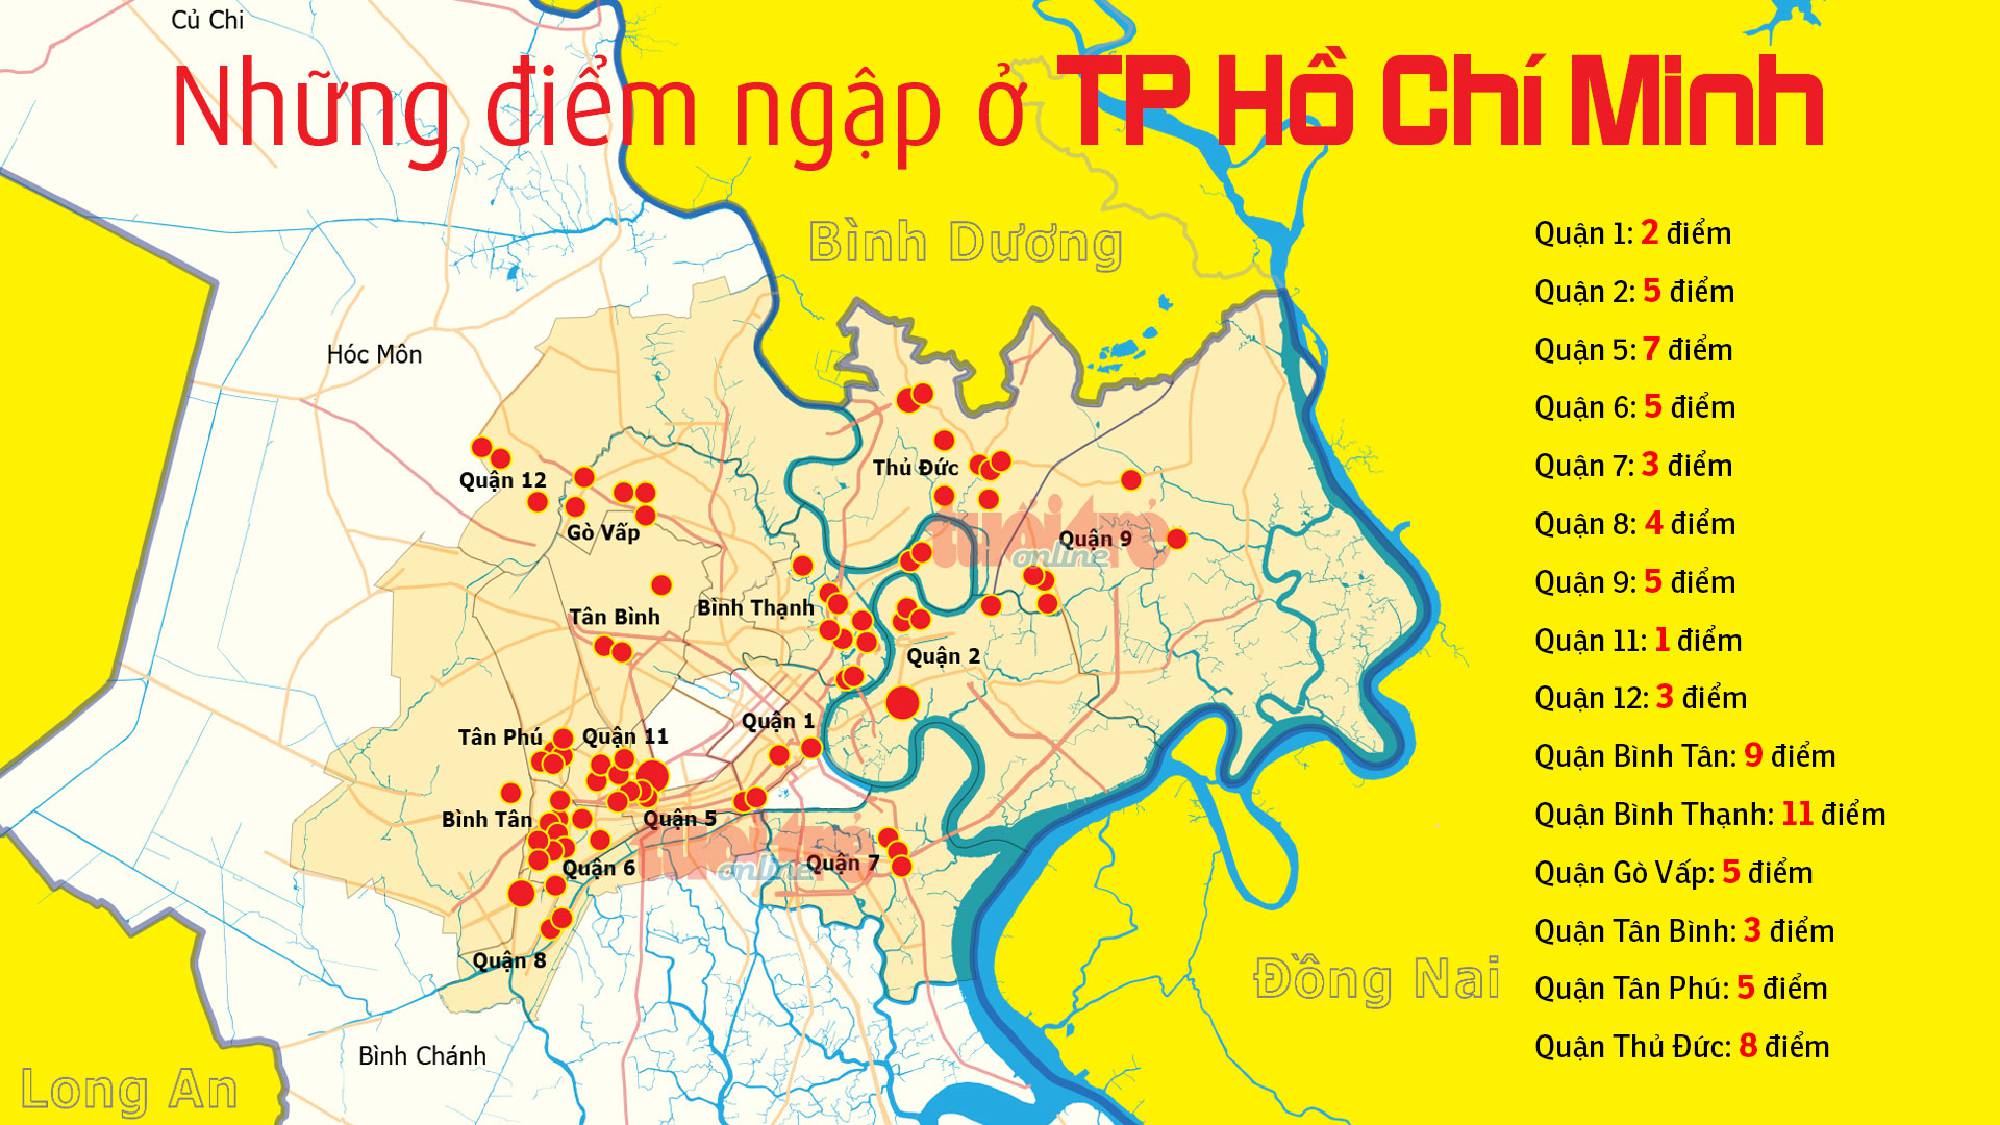 Củ Chi
Những điểm ngập ở TP Hồ Chí Minh
Bình Dương
Quận 1: 2 điểm
Quận 2: 5 điểm
Quận 5: 7 điểm
Quận 6: 5 điểm
Quận 7: 3 điểm
Quận 8: 4 điểm
Quận 9: 5 điểm
Quận 11: 1 điểm
Quận 12: 3 điểm
Quận Bình Tân: 9 điểm
Quận Bình Thạnh: 11 điểm
Quận Gò Vấp: 5 điểm
Quận Tân Bình: 3 điểm
Quận Tân Phú: 5 điểm
Quận Thủ Đức: 8 điểm
Hóc Môn
Thủ Đức
Quận 12
Gò Vấp
tuổi trẻ
online
Quận 9
Tân Bình
Bình Thạnh
Quận 2
Quận 1
Tân Phú
Quận 11
Bình Tân
Quận 5
tuổi trẻ
online
Quận 6
Quận 7
Quận 8
Đồng Nai
Bình Chánh
Long An